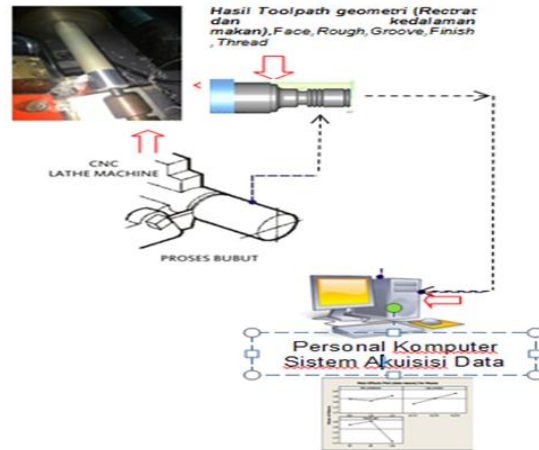 Hasil Toolpath geometri (Rectrat
dan kedalaman
makan),Face,Rough,Groove,Finish
,Thread
CNC
LATHE MACHINE
PROSES BUBUT
Personal Komputer
Sistem Akuisisi Data